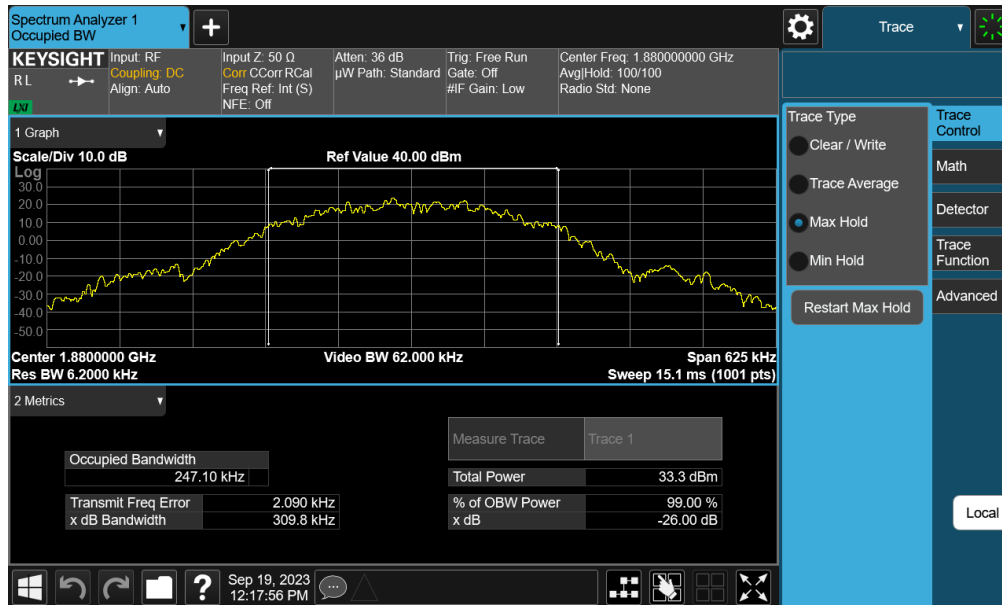 Spectrum Analyzer 1
Occupied BW
Trace
KEYSIGHT
R L
LXI
Input: RF
Coupling: DC
Align: Auto
Input Z: 50 Ω
Corr CCorr RCal
Freq Ref: Int (S)
NFE: Off
Atten: 36 dB
µW Path: Standard
Trig: Free Run
Gate: Off
#IF Gain: Low
Center Freq: 1.880000000 GHz
Avg|Hold: 100/100
Radio Std: None
1 Graph
Scale/Div 10.0 dB
Ref Value 40.00 dBm
Log
30.0
20.0
10.0
0.00
-10.0
-20.0
-30.0
-40.0
-50.0
Center 1.8800000 GHz
Video BW 62.000 kHz
Span 625 kHz
Res BW 6.2000 kHz
Sweep 15.1 ms (1001 pts)
2 Metrics
Measure Trace
Trace 1
Occupied Bandwidth
247.10 kHz
Total Power
33.3 dBm
Transmit Freq Error
2.090 kHz
% of OBW Power
99.00 %
x dB Bandwidth
309.8 kHz
x dB
-26.00 dB
Trace Type
Clear / Write
Trace Average
Max Hold
Min Hold
Restart Max Hold
Trace
Control
Math
Detector
Trace
Function
Advanced
Local
?
Sep 19, 2023
12:17:56 PM